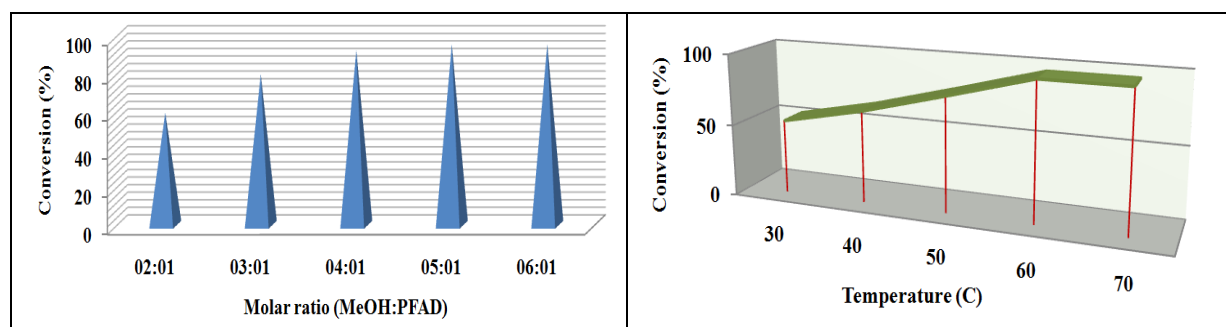 100
80
60
40
20
0
Conversion (%)
02:01 03:01 04:01 05:01 06:01
Molar ratio (MeOH:PFAD)
100
50
0
Conversion (%)
30 40 50 60 70
Temperature (C)